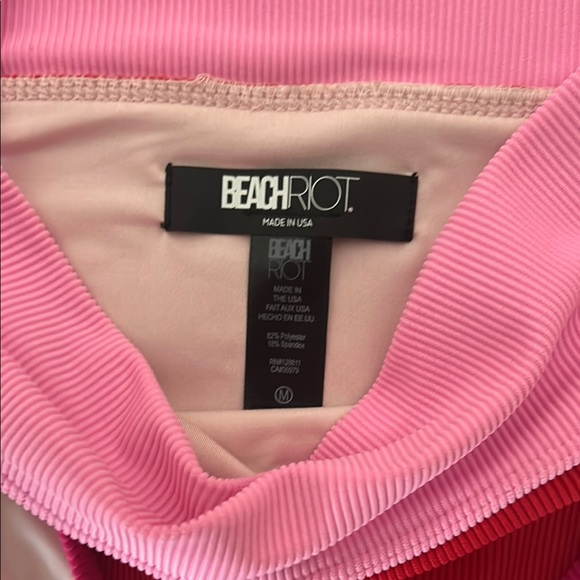 BEACHRIOT.
MADE IN USA
BEACH
RIOT
MADE IN
THE USA
FAIT AUX USA
HECHO EN EE.UU
82% Polyester
18% Spandex
M